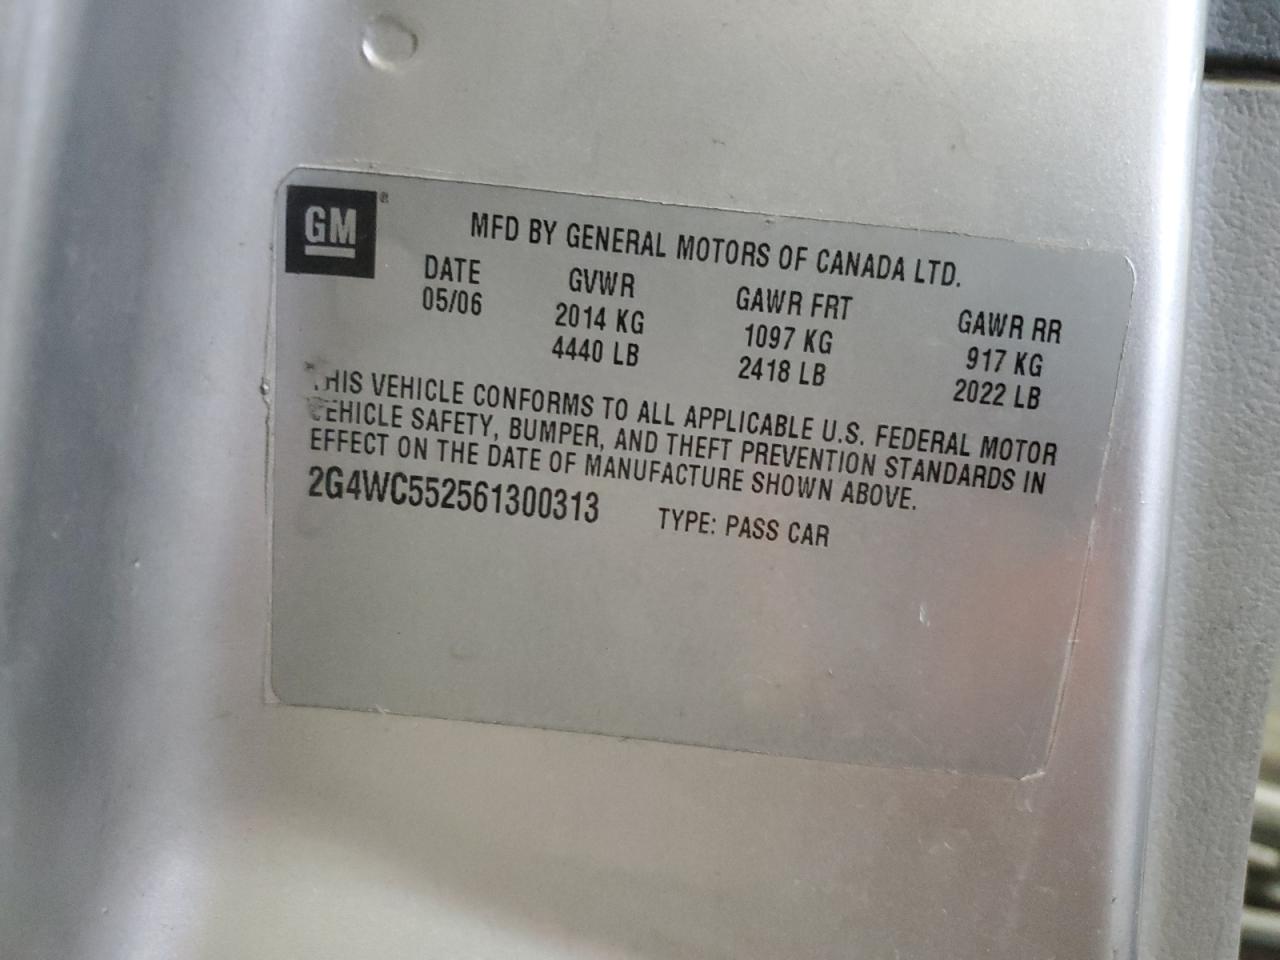 GM®
MFD BY GENERAL MOTORS OF CANADA LTD.
DATE GVWR GAWR FRT GAWR RR
05/06 2014 KG 1097 KG 917 KG
4440 LB 2418 LB 2022 LB
THIS VEHICLE CONFORMS TO ALL APPLICABLE U.S. FEDERAL MOTOR
VEHICLE SAFETY, BUMPER, AND THEFT PREVENTION STANDARDS IN
EFFECT ON THE DATE OF MANUFACTURE SHOWN ABOVE.
2G4WC552561300313 TYPE: PASS CAR